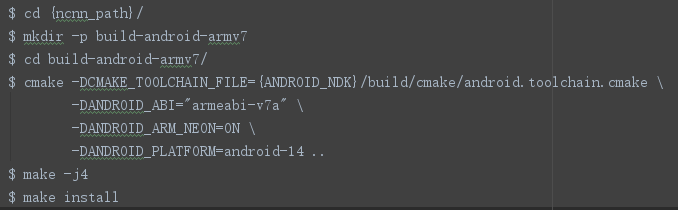 $ cd {ncnn_path}/
$ mkdir -p build-android-armv7
$ cd build-android-armv7/
$ cmake -DCMAKE_TOOLCHAIN_FILE={ANDROID_NDK}/build/cmake/android.toolchain.cmake \
-DANDROID_ABI="armeabi-v7a" \
-DANDROID_ARM_NEON=ON \
-DANDROID_PLATFORM=android-14 ..
$ make -j4
$ make install